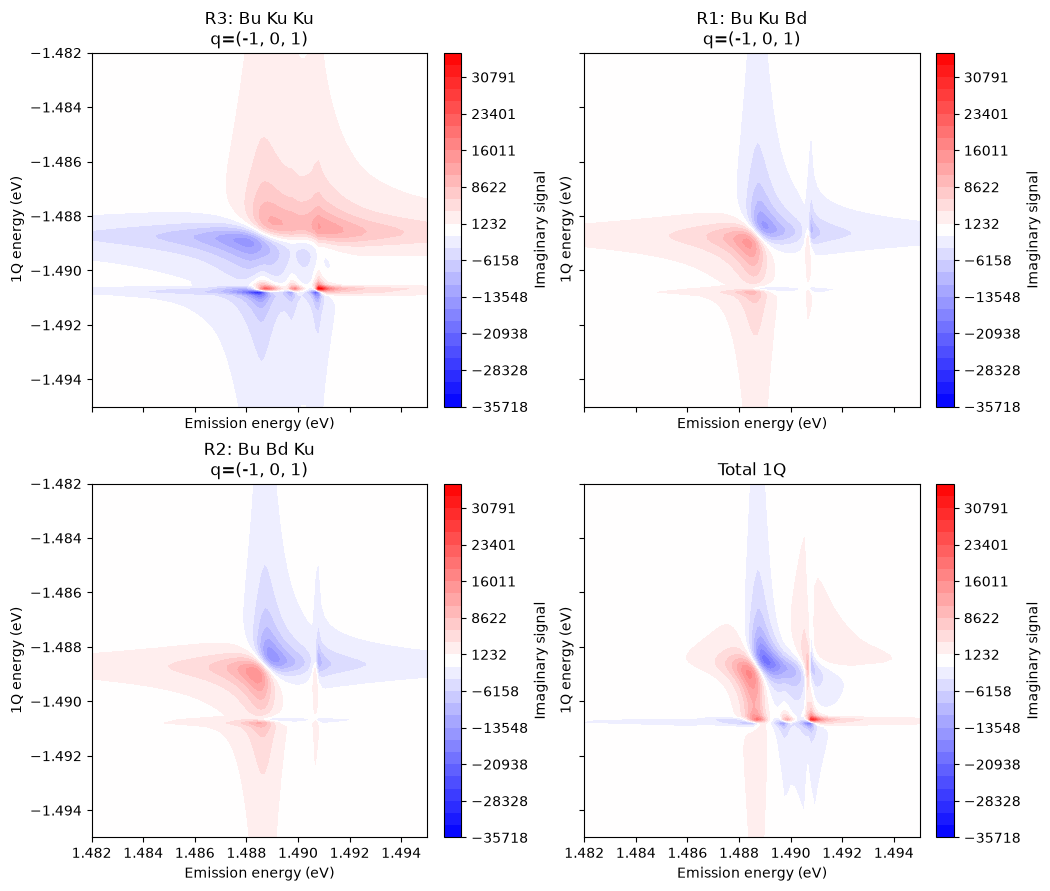 R3: Bu Ku Ku
q=(-1, 0, 1)
R1: Bu Ku Bd
q=(-1, 0, 1)
−1.482
−1.484
−1.486
−1.488
−1.490
−1.492
−1.494
1Q energy (eV)
Emission energy (eV)
30791
23401
16011
8622
1232
−6158
−13548
−20938
−28328
−35718
Imaginary signal
1Q energy (eV)
Emission energy (eV)
30791
23401
16011
8622
1232
−6158
−13548
−20938
−28328
−35718
Imaginary signal
R2: Bu Bd Ku
q=(-1, 0, 1)
Total 1Q
−1.482
−1.484
−1.486
−1.488
−1.490
−1.492
−1.494
1Q energy (eV)
1.482 1.484 1.486 1.488 1.490 1.492 1.494
Emission energy (eV)
30791
23401
16011
8622
1232
−6158
−13548
−20938
−28328
−35718
Imaginary signal
1Q energy (eV)
1.482 1.484 1.486 1.488 1.490 1.492 1.494
Emission energy (eV)
30791
23401
16011
8622
1232
−6158
−13548
−20938
−28328
−35718
Imaginary signal